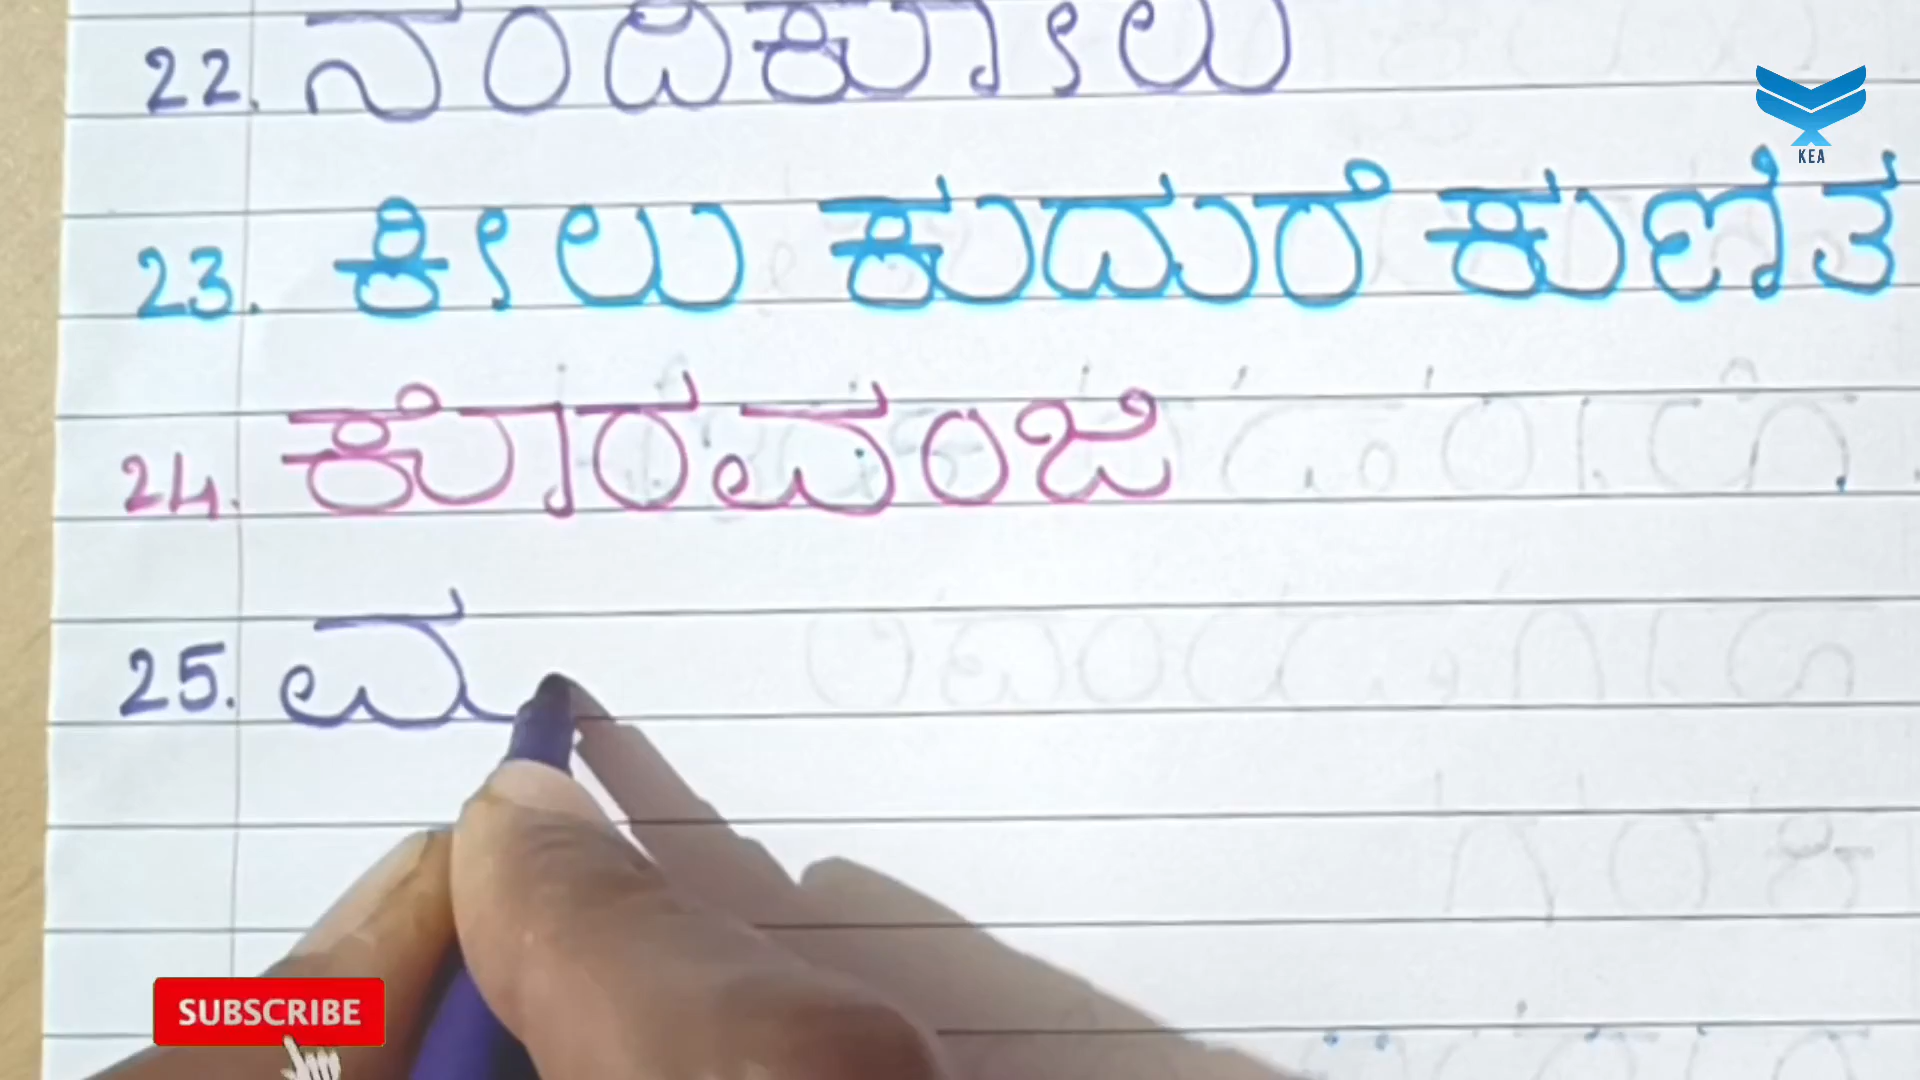 22. ನಂದಿಕೋಲು
KEA
23. ಕೀಲು ಕುದುರೆ ಕುಣಿತ
24. ಕೊರವಂಜಿ
25. ಮ
SUBSCRIBE